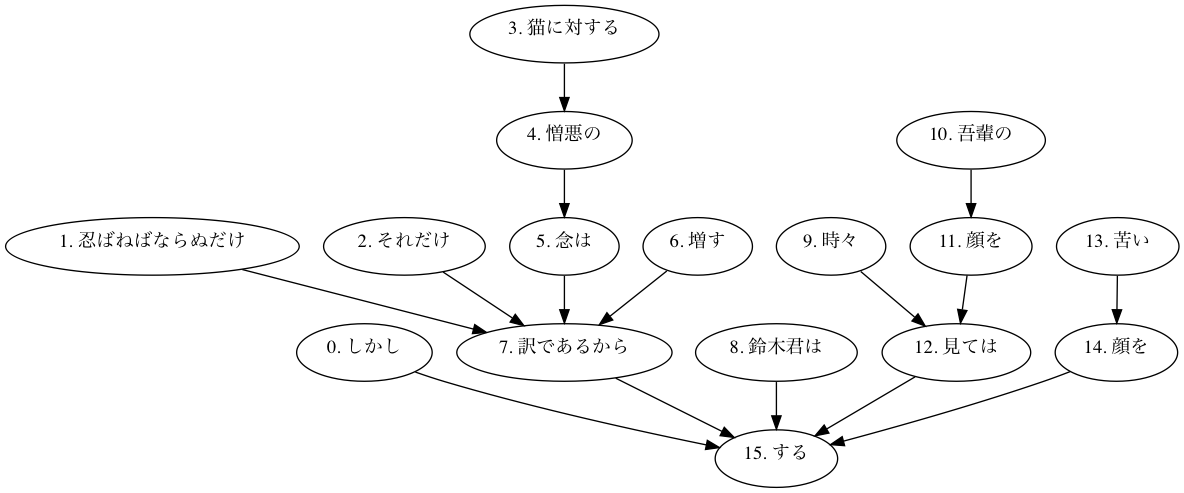 3. 猫に対する
4. 憎悪の
10. 吾輩の
1. 忍ばねばならぬだけ
2. それだけ
5. 念は
6. 増す
9. 時々
11. 顔を
13. 苦い
0. しかし
7. 訳であるから
8. 鈴木君は
12. 見ては
14. 顔を
15. する